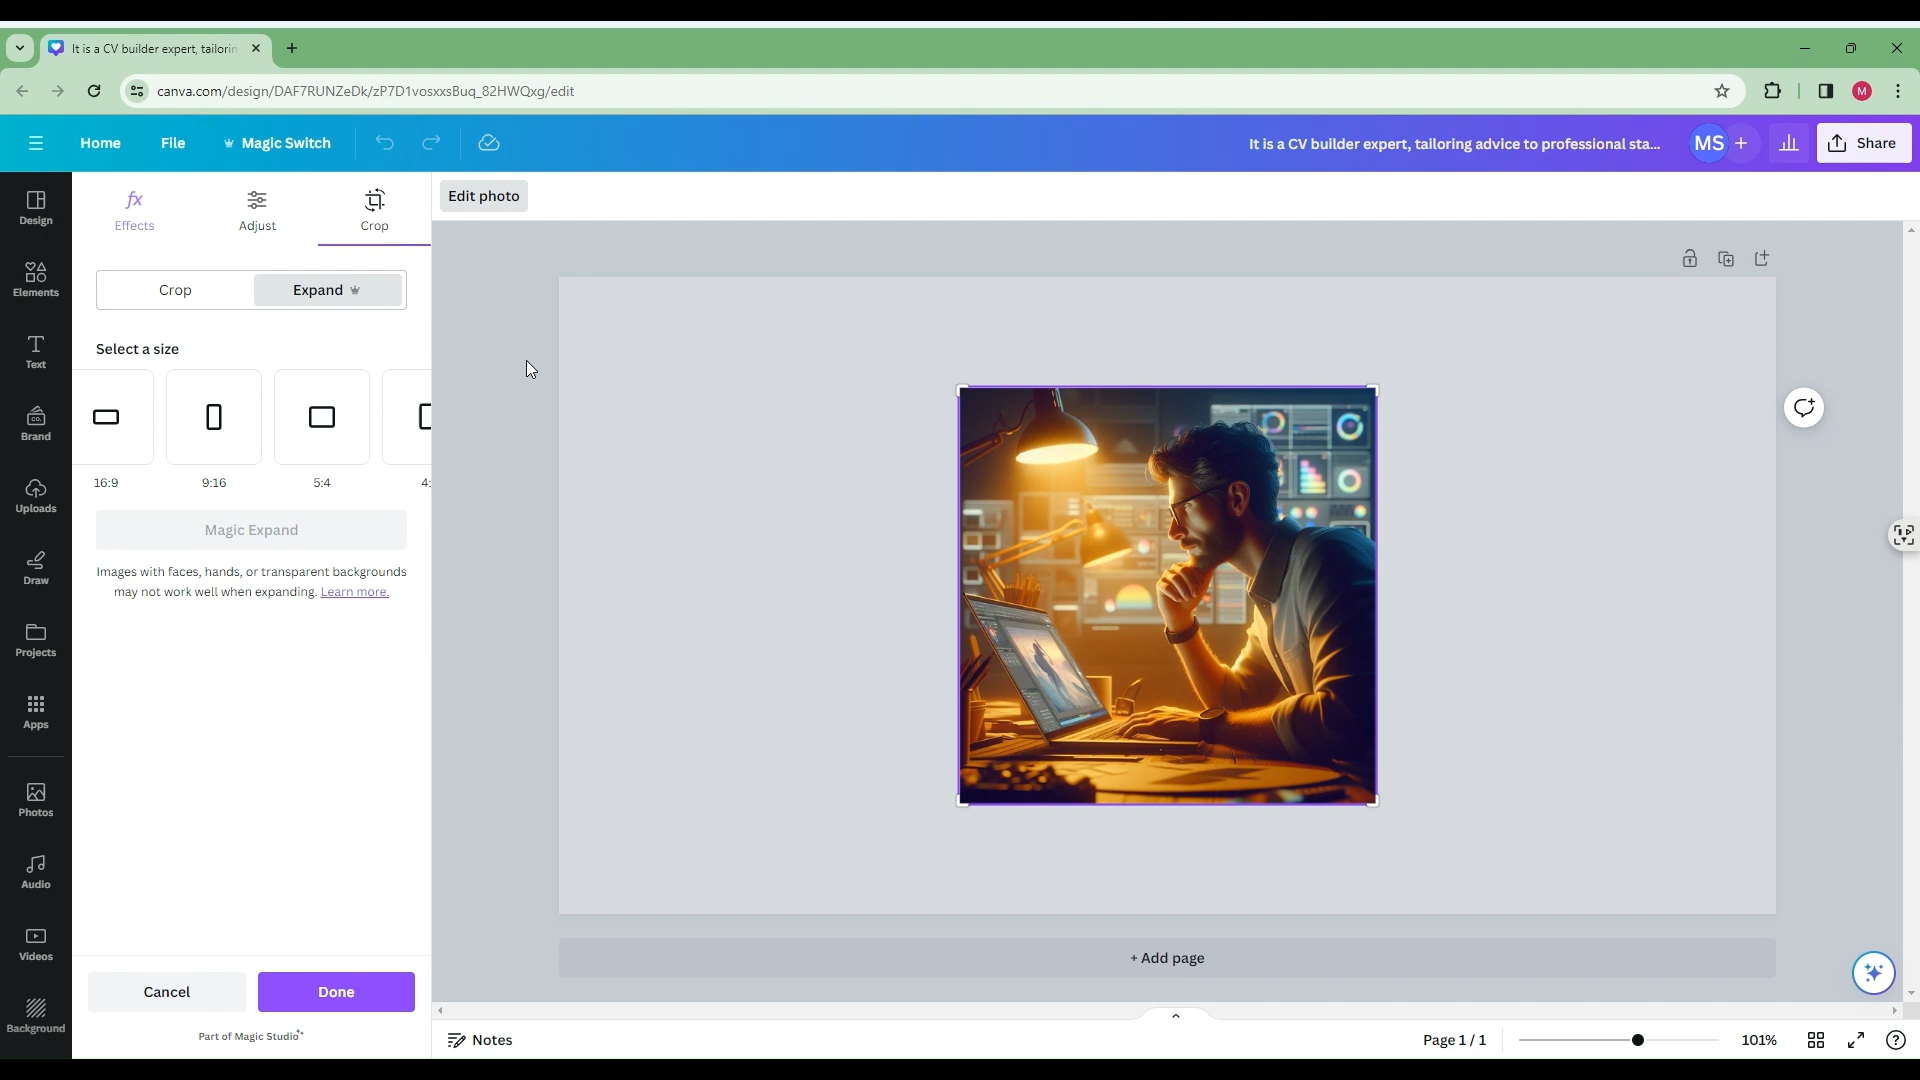 It is a CV builder expert, tailorin
canva.com/design/DAF7RUNZeDk/zP7D1vosxxsBuq_82HWQxg/edit
M
Home
File
Magic Switch
It is a CV builder expert, tailoring advice to professional sta...
MS
+
Share
Design
Elements
Text
CO.
Brand
Uploads
Draw
Projects
Apps
Photos
Audio
Videos
Background
fx
Effects
Adjust
Crop
Edit photo
Crop
Expand
Select a size
16:9
9:16
5:4
4:
Magic Expand
Images with faces, hands, or transparent backgrounds
may not work well when expanding. Learn more.
Cancel
Done
Part of Magic Studio
+ Add page
Notes
Page 1 / 1
101%
?